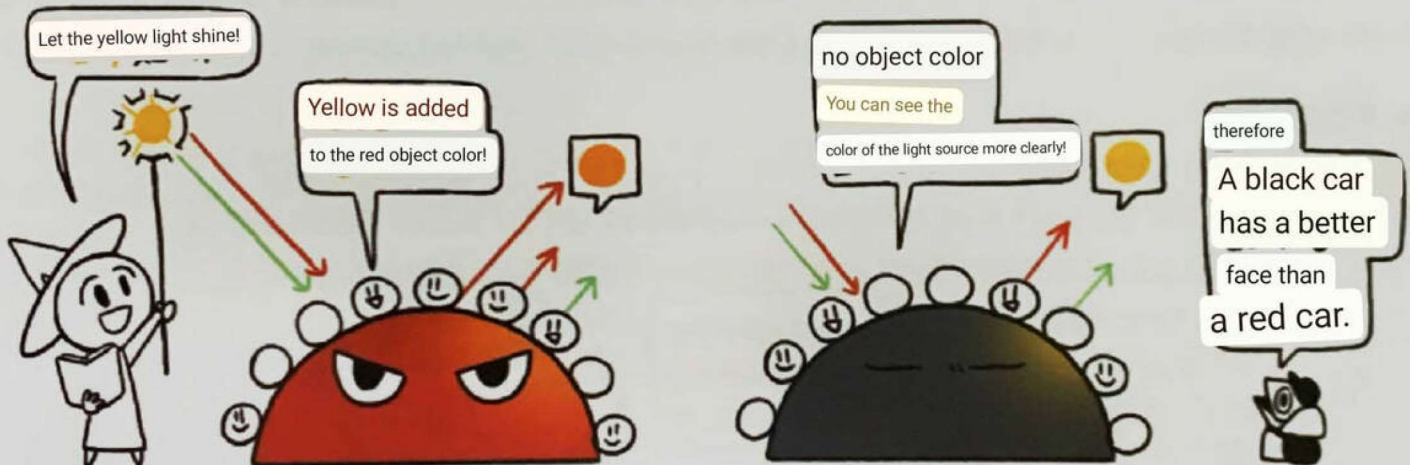 Let the yellow light shine!
Yellow is added
to the red object color!
no object color
You can see the
color of the light source more clearly!
therefore
A black car
has a better
face than
a red car.